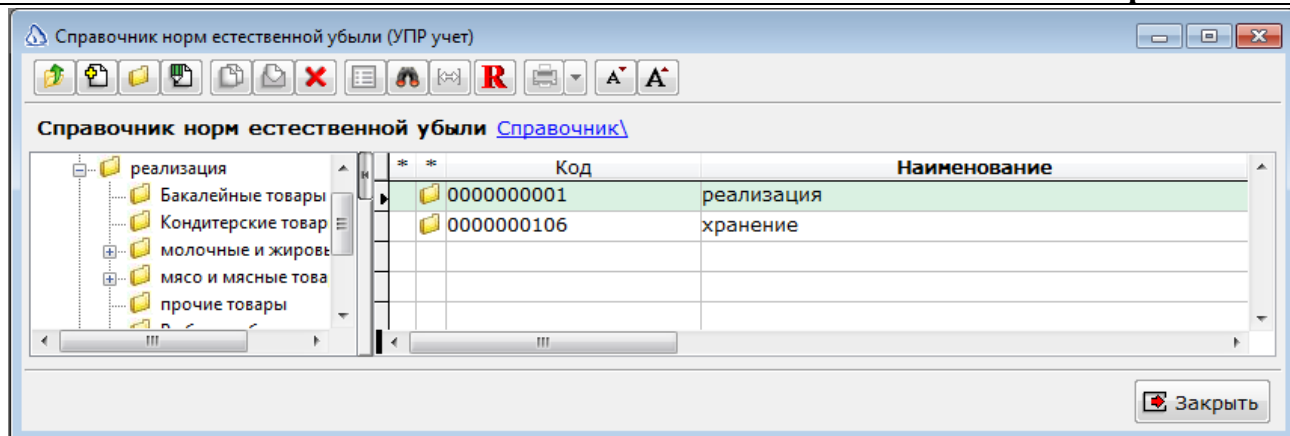 Справочник норм естественной убыли (УПР учет)
R A A
Справочник норм естественной убыли Справочник\
* * Код Наименование
реализация
Бакалейные товары
Кондитерские товар
молочные и жировь
мясо и мясные това
прочие товары
0000000001 реализация
0000000106 хранение
Закрыть